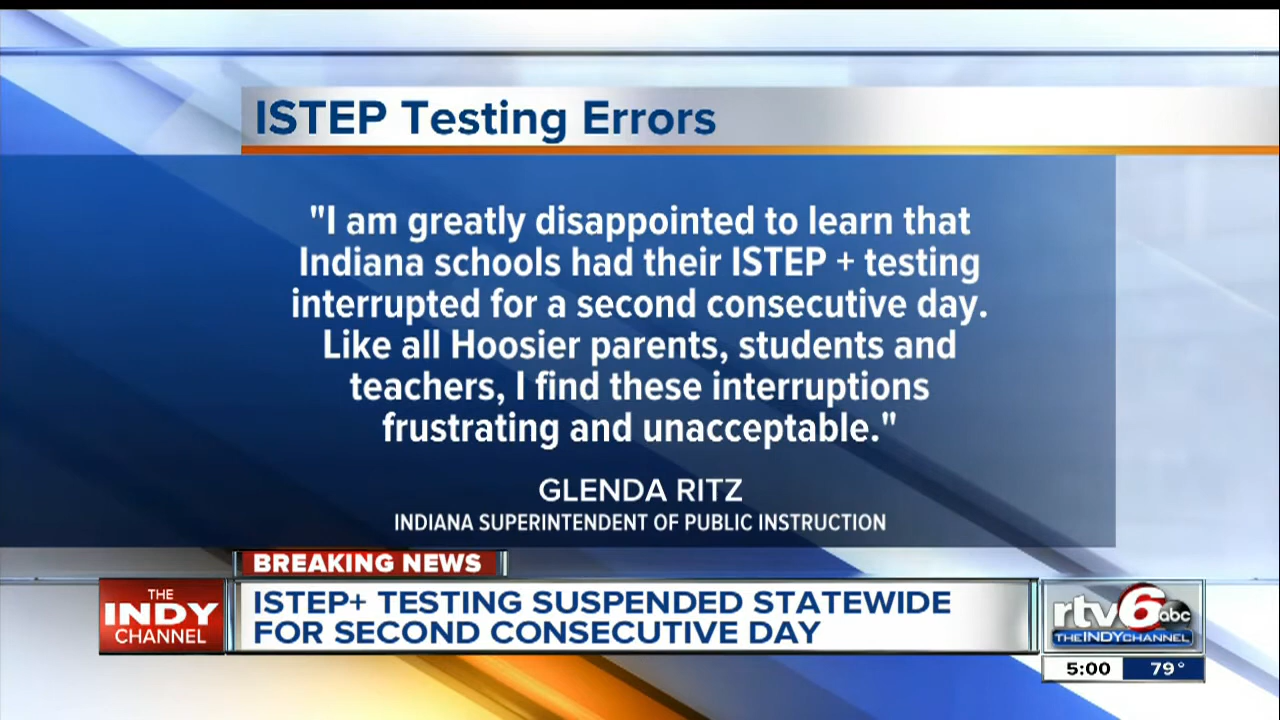 ISTEP Testing Errors
"I am greatly disappointed to learn that
Indiana schools had their ISTEP + testing
interrupted for a second consecutive day.
Like all Hoosier parents, students and
teachers, I find these interruptions
frustrating and unacceptable."
GLENDA RITZ
INDIANA SUPERINTENDENT OF PUBLIC INSTRUCTION
BREAKING NEWS
THE
INDY
CHANNEL
ISTEP+ TESTING SUSPENDED STATEWIDE
FOR SECOND CONSECUTIVE DAY
rtv6 abc
THEINDYCHANNEL
5:00 79°